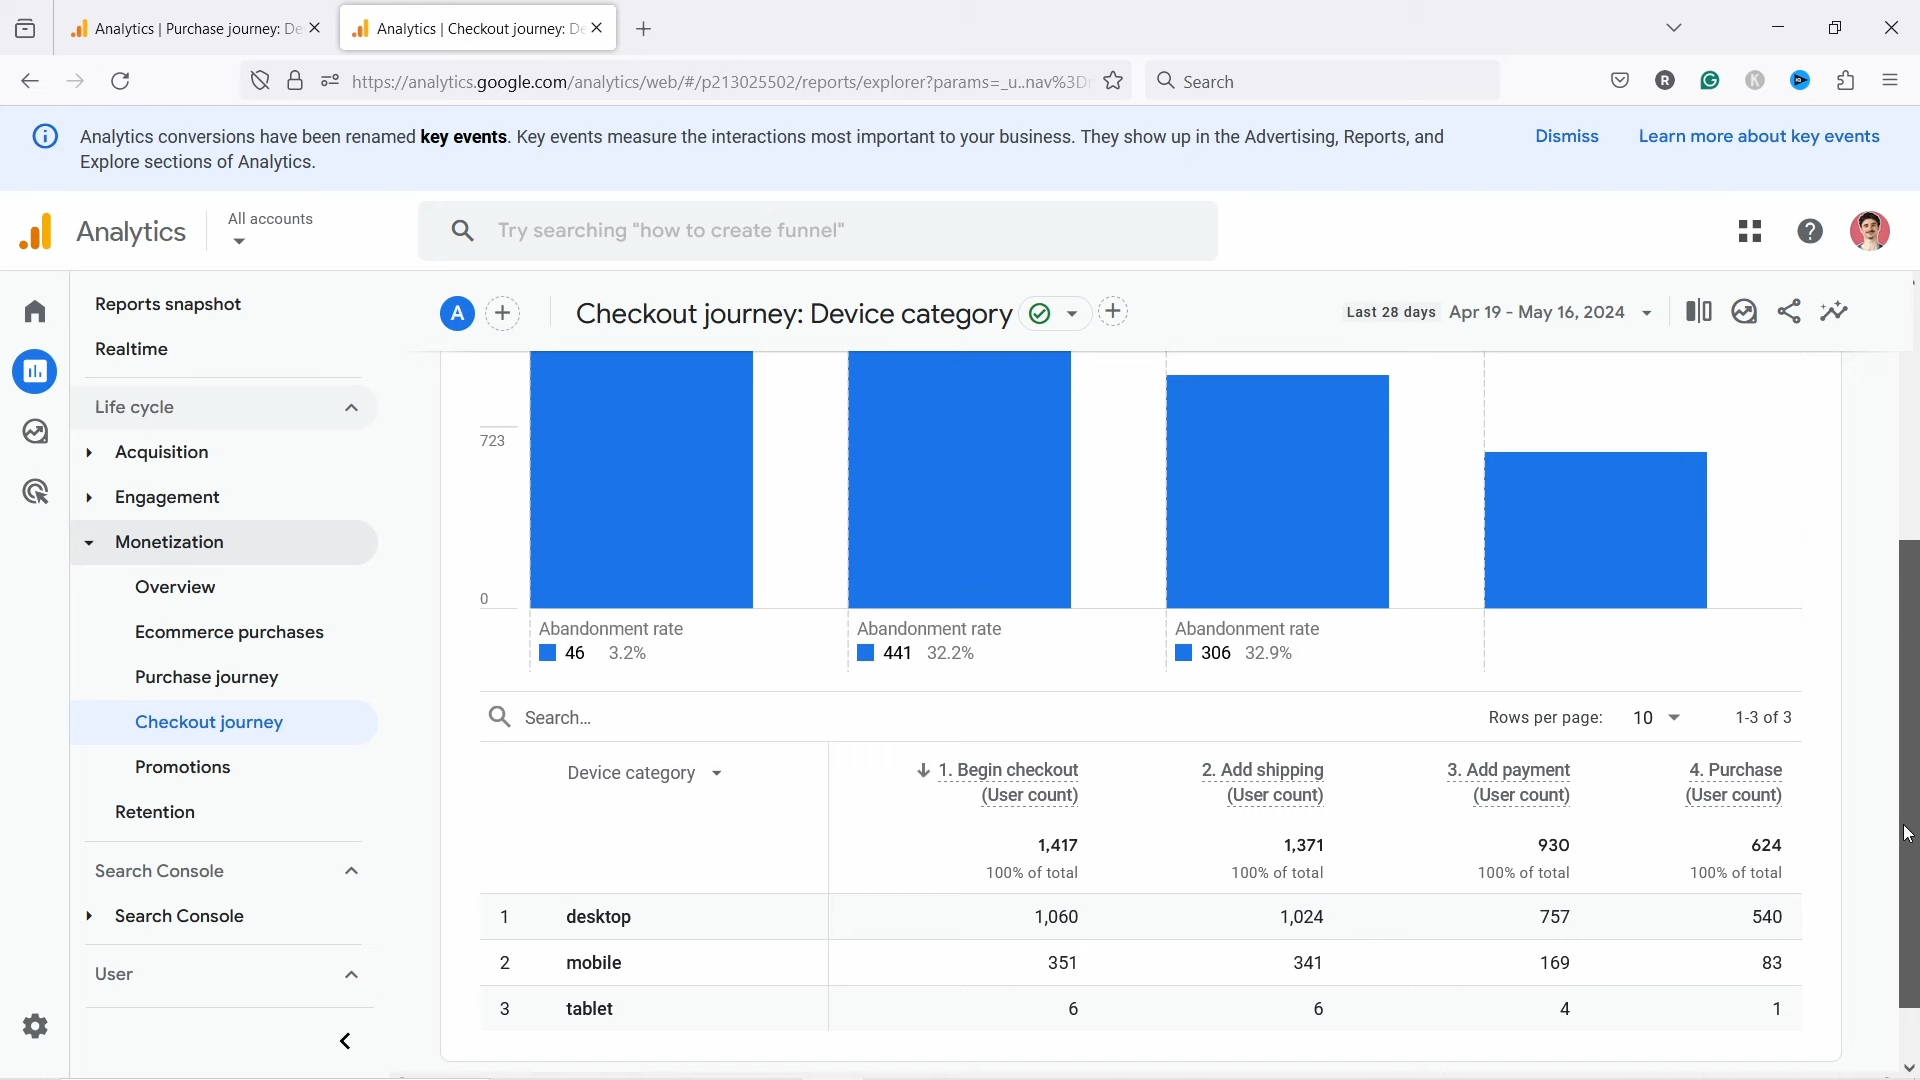 Analytics | Purchase journey: De
Analytics | Checkout journey: De
https://analytics.google.com/analytics/web/#/p213025502/reports/explorer?params=_u..nav%3D
Search
R
K
Analytics conversions have been renamed key events. Key events measure the interactions most important to your business. They show up in the Advertising, Reports, and
Explore sections of Analytics.
Dismiss
Learn more about key events
Analytics
All accounts
Try searching "how to create funnel"
Reports snapshot
Realtime
Life cycle
Acquisition
Engagement
Monetization
Overview
Ecommerce purchases
Purchase journey
Checkout journey
Promotions
Retention
Search Console
Search Console
User
A
Checkout journey: Device category
Last 28 days Apr 19 - May 16, 2024
723
0
Abandonment rate
46 3.2%
Abandonment rate
441 32.2%
Abandonment rate
306 32.9%
Search...
Rows per page: 10 1-3 of 3
Device category
1. Begin checkout
(User count)
2. Add shipping
(User count)
3. Add payment
(User count)
4. Purchase
(User count)
1,417 1,371 930 624
100% of total 100% of total 100% of total 100% of total
1 desktop 1,060 1,024 757 540
2 mobile 351 341 169 83
3 tablet 6 6 4 1